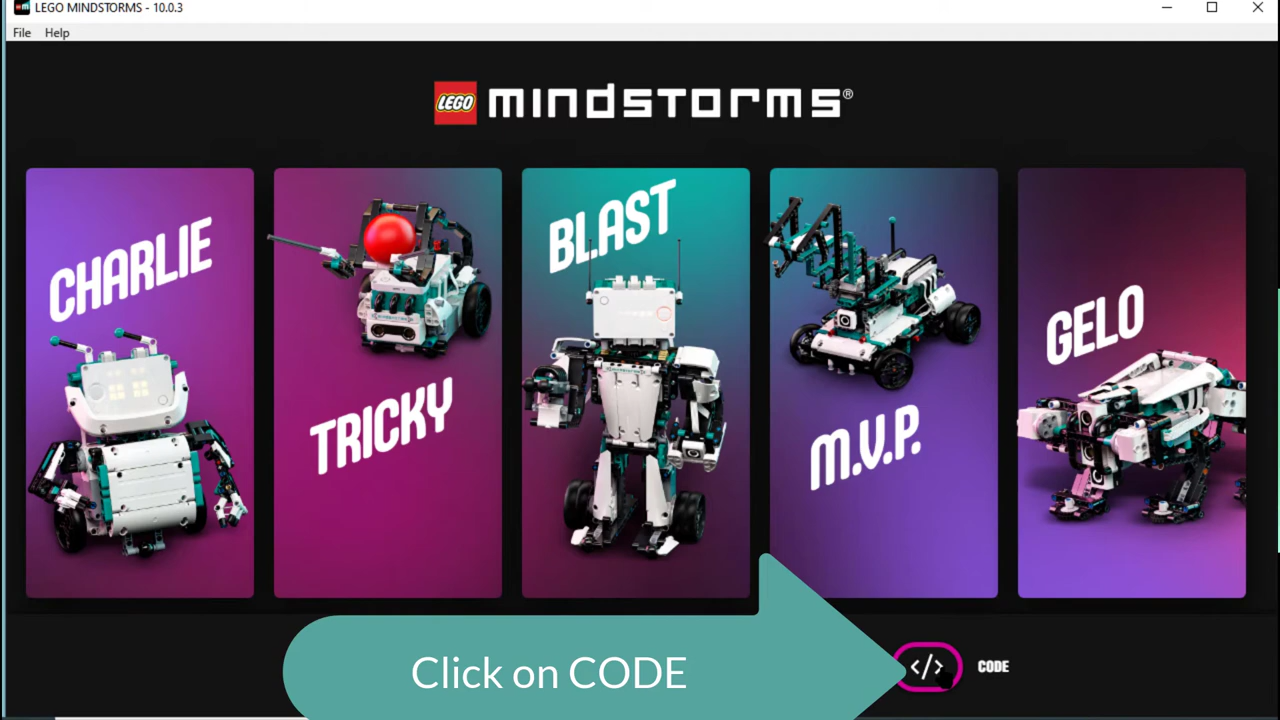 LEGO MINDSTORMS - 10.0.3
File Help
LEGO mindstorms®
CHARLIE
TRICKY
BLAST
M.V.P.
GELO
Click on CODE
</> CODE